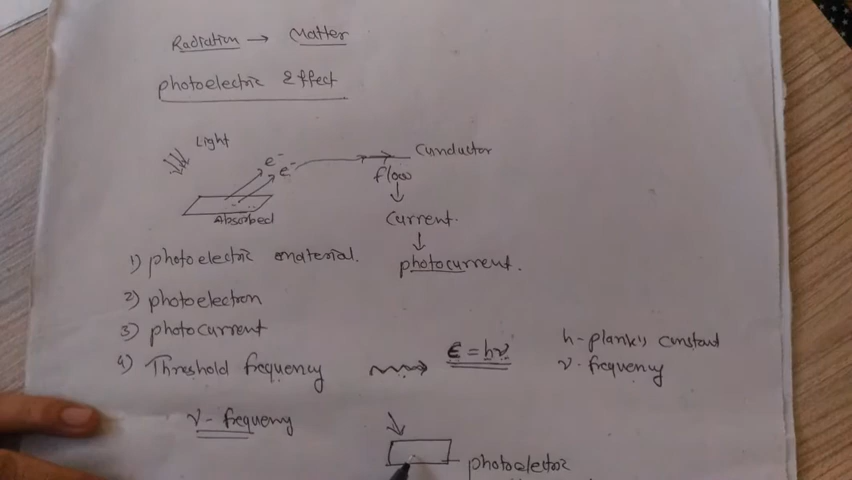 Radiation → Matter
photoelectric Effect
Light
e⁻
e⁻
Conductor
flow
Absorbed
Current.
photocurrent.
1) photoelectric material.
2) photoelectron
3) photocurrent
4) Threshold frequency
E = hν
h - plank's constant
ν - frequency
ν - frequency
photoelectric